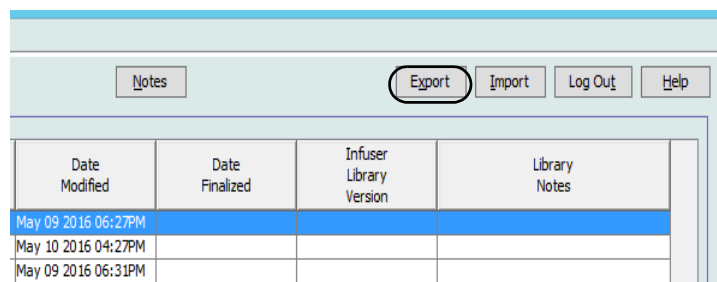 Notes Export Import Log Out Help
Date Modified Date Finalized Infuser Library Version Library Notes
May 09 2016 06:27PM
May 10 2016 04:27PM
May 09 2016 06:31PM